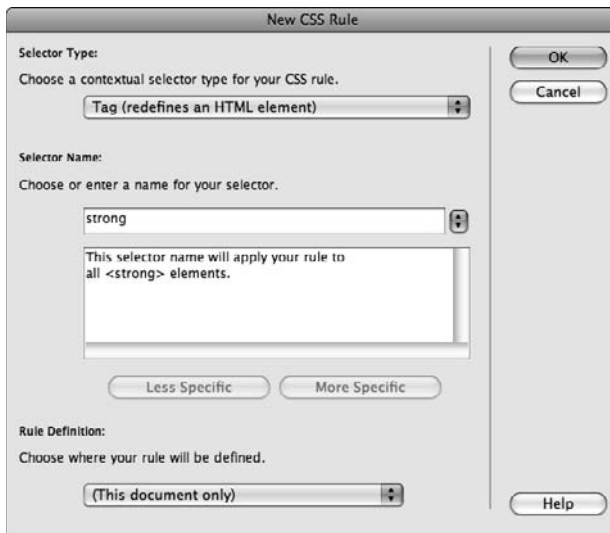 New CSS Rule
Selector Type:
Choose a contextual selector type for your CSS rule.
Tag (redefines an HTML element)
OK
Cancel
Selector Name:
Choose or enter a name for your selector.
strong
This selector name will apply your rule to
all <strong> elements.
Less Specific
More Specific
Rule Definition:
Choose where your rule will be defined.
(This document only)
Help